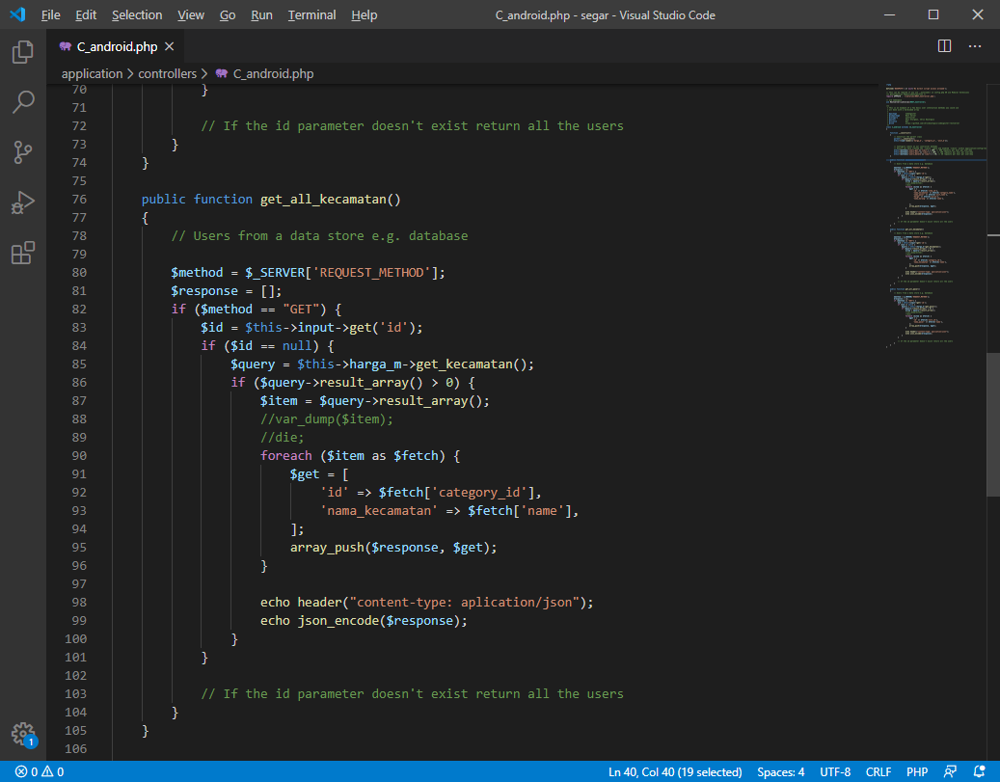 File Edit Selection View Go Run Terminal Help C_android.php - segar - Visual Studio Code
C_android.php
application > controllers > C_android.php
70 }
71
72 // If the id parameter doesn't exist return all the users
73 }
74 }
75
76 public function get_all_kecamatan()
77 {
78 // Users from a data store e.g. database
79
80 $method = $_SERVER['REQUEST_METHOD'];
81 $response = [];
82 if ($method == "GET") {
83 $id = $this->input->get('id');
84 if ($id == null) {
85 $query = $this->harga_m->get_kecamatan();
86 if ($query->result_array() > 0) {
87 $item = $query->result_array();
88 //var_dump($item);
89 //die;
90 foreach ($item as $fetch) {
91 $get = [
92 'id' => $fetch['category_id'],
93 'nama_kecamatan' => $fetch['name'],
94 ];
95 array_push($response, $get);
96 }
97
98 echo header("content-type: aplication/json");
99 echo json_encode($response);
100 }
101 }
102
103 // If the id parameter doesn't exist return all the users
104 }
105 }
106
1
0 0 Ln 40, Col 40 (19 selected) Spaces: 4 UTF-8 CRLF PHP